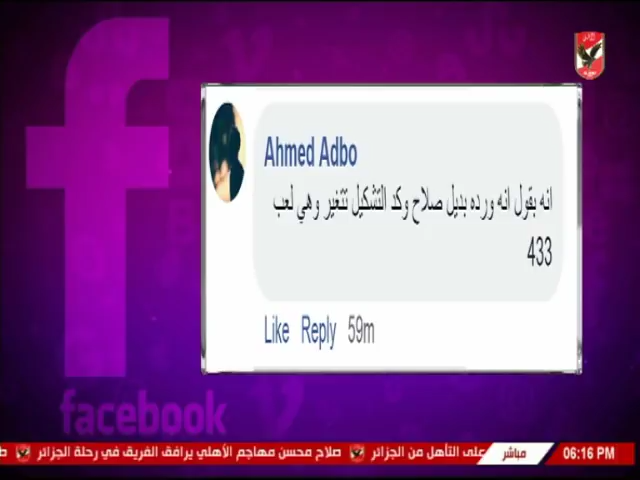 Ahmed Adbo
انه بقول انه ورده بديل صلاح وكد التشكيل تتغير وهي لعب
433
Like Reply 59m
facebook
على التأهل من الجزائر صلاح محسن مهاجم الأهلي يرافق الفريق في رحلة الجزائر
مباشر
06:16 PM